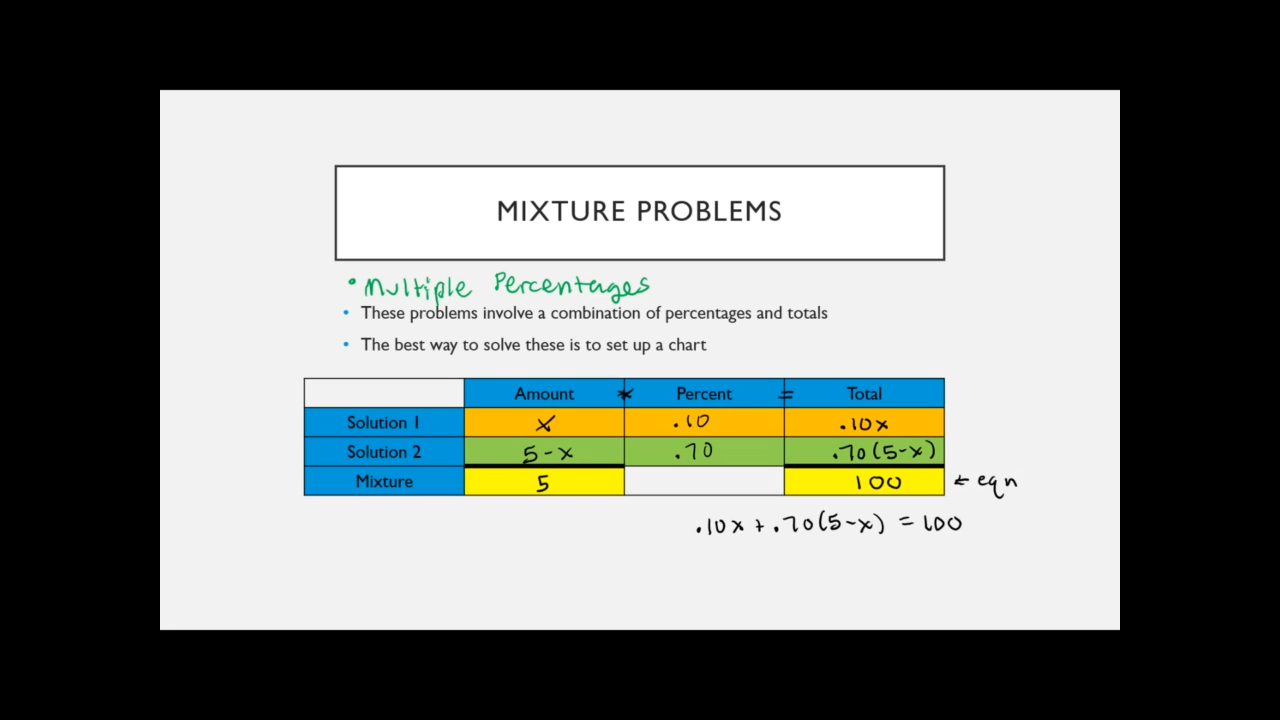 MIXTURE PROBLEMS
• Multiple Percentages
• These problems involve a combination of percentages and totals
• The best way to solve these is to set up a chart
Amount * Percent = Total
Solution 1 x .10 .10x
Solution 2 5-x .70 .70(5-x)
Mixture 5 100 ← eqn
.10x + .70(5-x) = 100